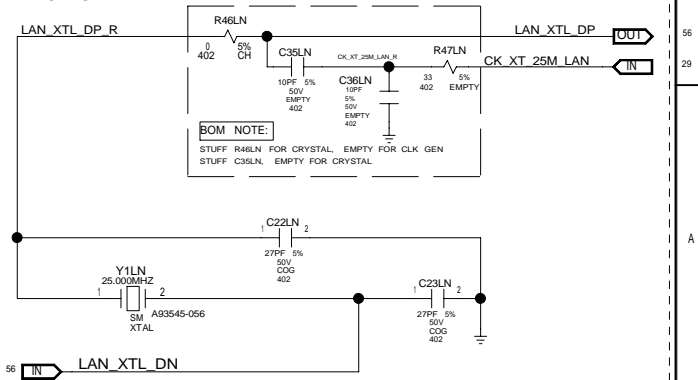 R46LN
LAN_XTL_DP_R
LAN_XTL_DP
OUT
56
0
5%
402
CH
C35LN
CK_XT_25M_LAN_R
R47LN
CK_XT_25M_LAN
IN
29
10PF 5%
50V
EMPTY
402
C36LN
10PF
5%
50V
EMPTY
402
33
5%
402
EMPTY
BOM NOTE:
STUFF R46LN FOR CRYSTAL, EMPTY FOR CLK GEN
STUFF C35LN, EMPTY FOR CRYSTAL
A
C22LN
1 2
27PF 5%
50V
COG
402
Y1LN
25.000MHZ
1 2
SM
XTAL
A93545-056
C23LN
1 2
27PF 5%
50V
COG
402
56
IN
LAN_XTL_DN